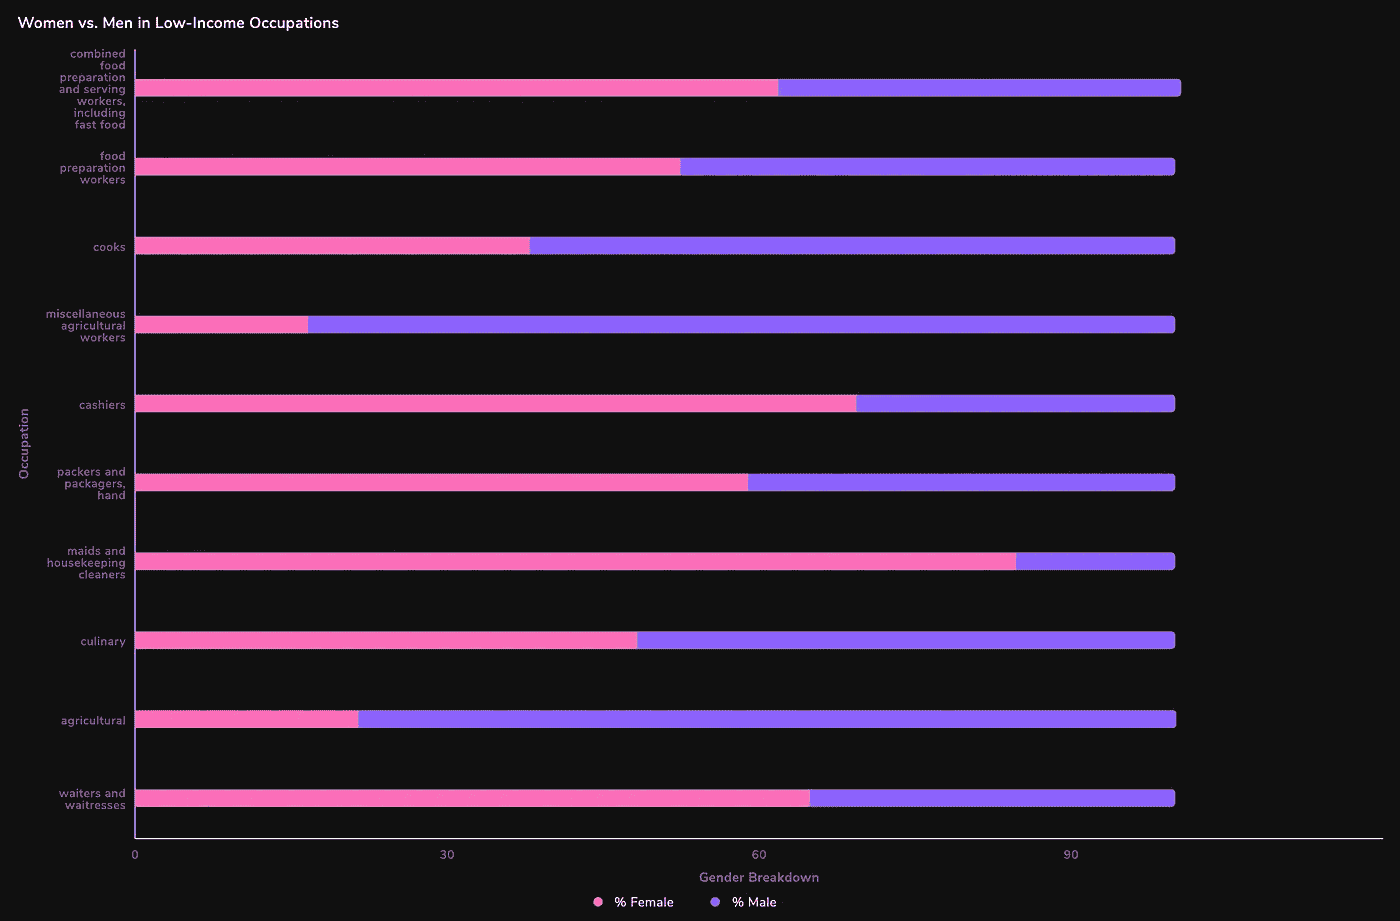 Women vs. Men in Low-Income Occupations
combined
food
preparation
and serving
workers,
including
fast food
food
preparation
workers
cooks
miscellaneous
agricultural
workers
cashiers
packers and
packagers,
hand
maids and
housekeeping
cleaners
culinary
agricultural
waiters and
waitresses
Occupation
0 30 60 90
Gender Breakdown
% Female % Male